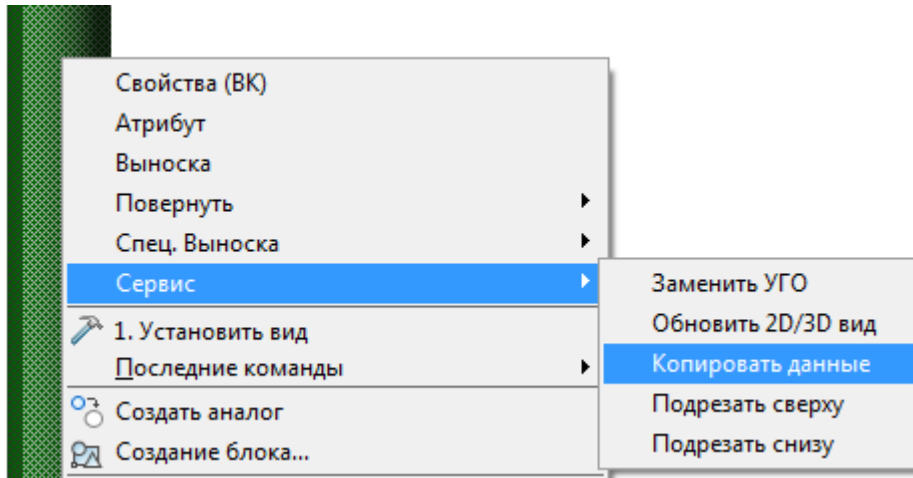 Свойства (ВК)
Атрибут
Выноска
Повернуть
Спец. Выноска
Сервис
1. Установить вид
Последние команды
Создать аналог
Создание блока...
Заменить УГО
Обновить 2D/3D вид
Копировать данные
Подрезать сверху
Подрезать снизу